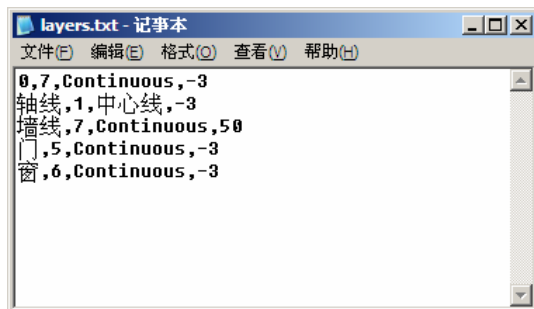 layers.txt - 记事本
文件(F) 编辑(E) 格式(O) 查看(V) 帮助(H)
0,7,Continuous,-3
轴线,1,中心线,-3
墙线,7,Continuous,50
门,5,Continuous,-3
窗,6,Continuous,-3